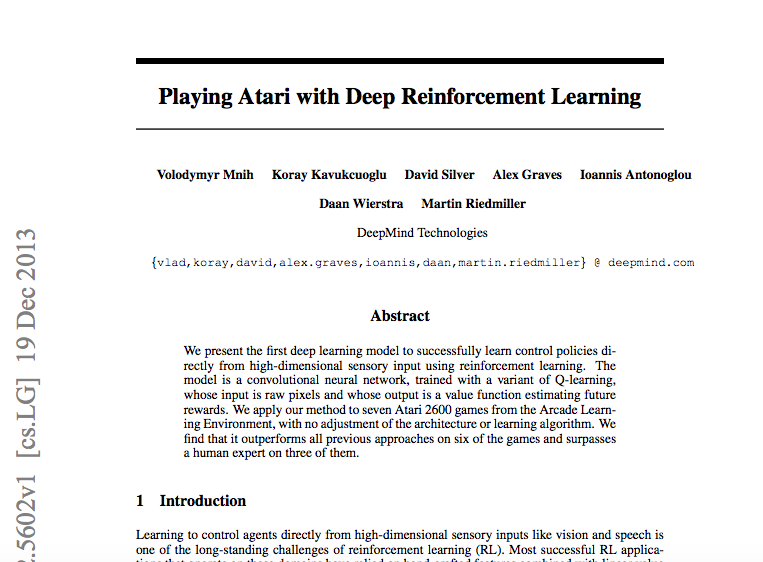 Playing Atari with Deep Reinforcement Learning
Volodymyr Mnih Koray Kavukcuoglu David Silver Alex Graves Ioannis Antonoglou
Daan Wierstra Martin Riedmiller
DeepMind Technologies
{vlad,koray,david,alex.graves,ioannis,daan,martin.riedmiller} @ deepmind.com
Abstract
We present the first deep learning model to successfully learn control policies di-
rectly from high-dimensional sensory input using reinforcement learning. The
model is a convolutional neural network, trained with a variant of Q-learning,
whose input is raw pixels and whose output is a value function estimating future
rewards. We apply our method to seven Atari 2600 games from the Arcade Learn-
ing Environment, with no adjustment of the architecture or learning algorithm. We
find that it outperforms all previous approaches on six of the games and surpasses
a human expert on three of them.
1 Introduction
Learning to control agents directly from high-dimensional sensory inputs like vision and speech is
one of the long-standing challenges of reinforcement learning (RL). Most successful RL applica-
2.5602v1 [cs.LG] 19 Dec 2013